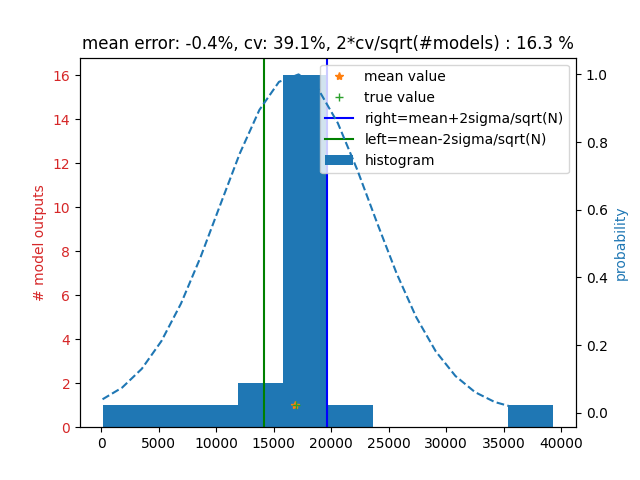 mean error: -0.4%, cv: 39.1%, 2*cv/sqrt(#models) : 16.3 %
mean value
true value
right=mean+2sigma/sqrt(N)
left=mean-2sigma/sqrt(N)
histogram
# model outputs
16
14
12
10
8
6
4
2
0
1.0
0.8
0.6
0.4
0.2
0.0
probability
0 5000 10000 15000 20000 25000 30000 35000 40000